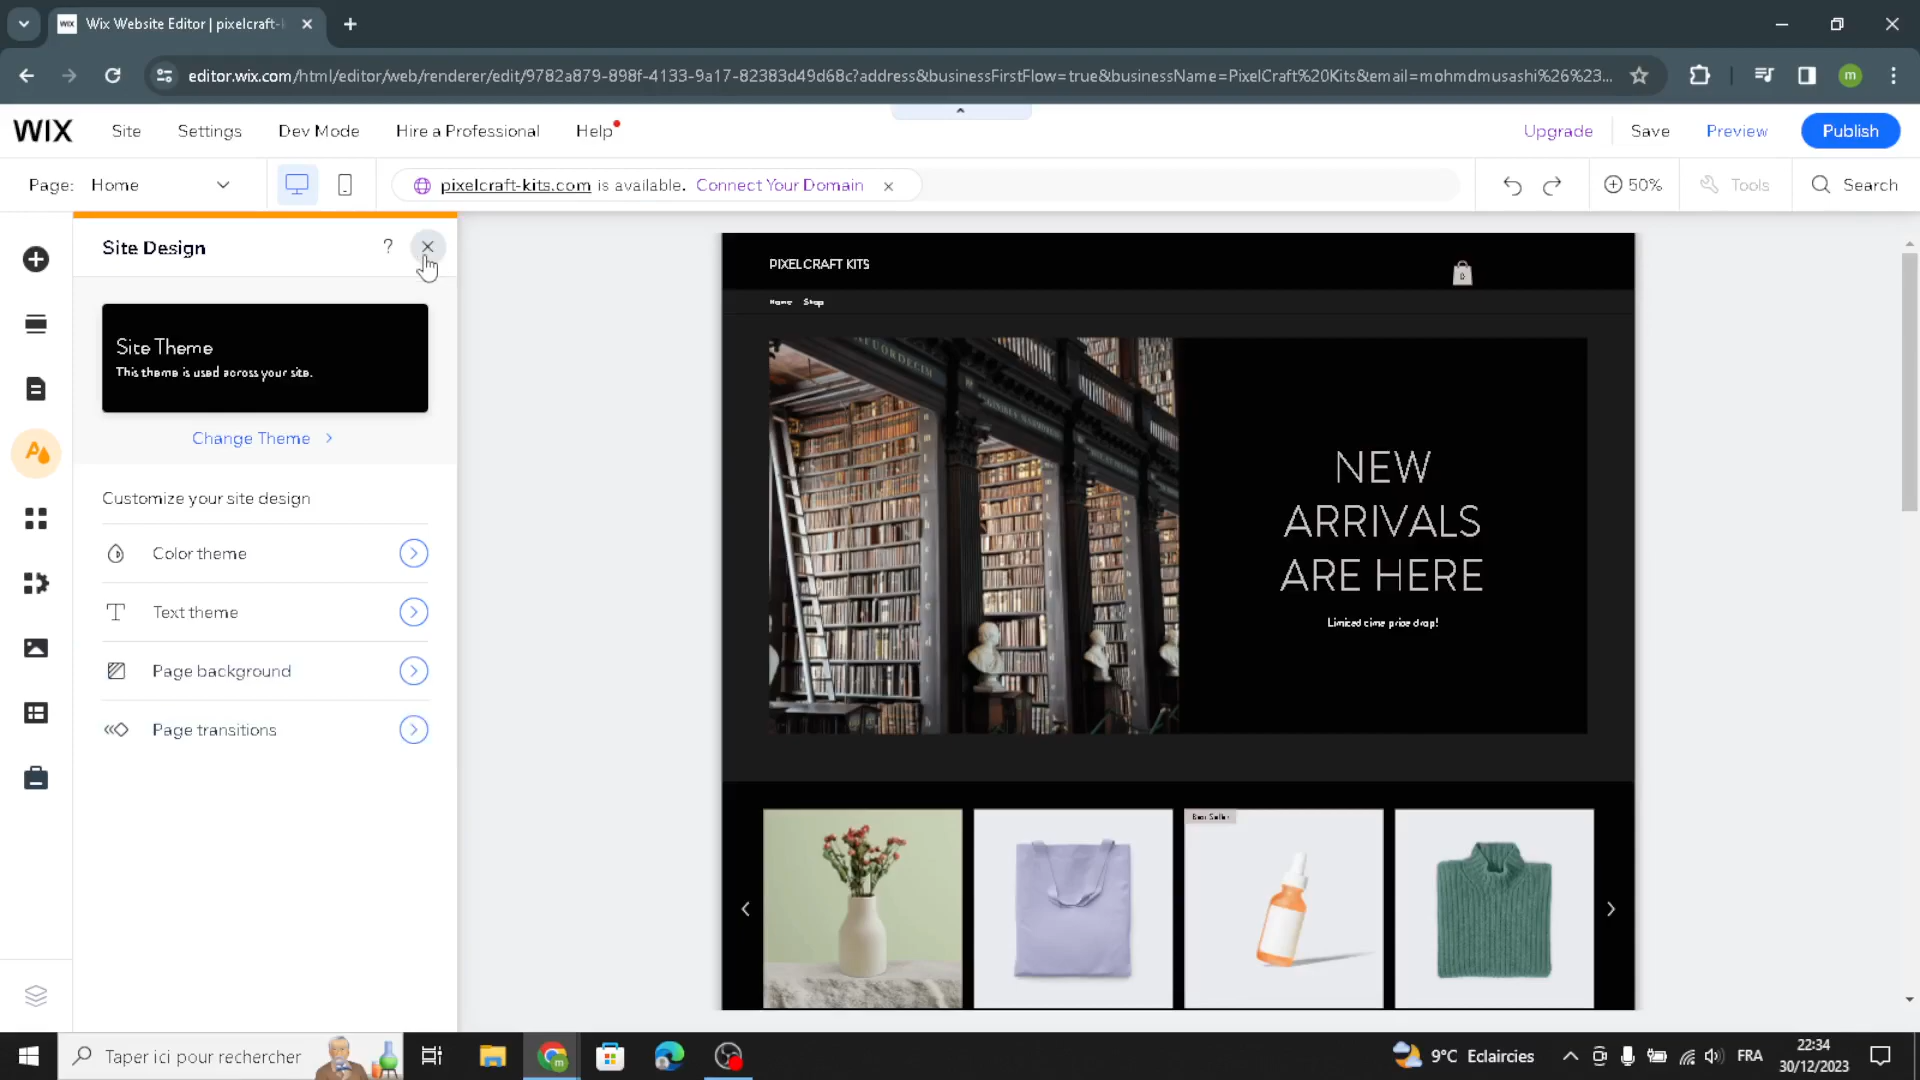 Wix Website Editor | pixelcraft-k
editor.wix.com/html/editor/web/renderer/edit/9782a879-898f-4133-9a17-82383d49d68c?address&businessFirstFlow=true&businessName=PixelCraft%20Kits&email=mohmdmusashi%26%23...
m
WIX Site Settings Dev Mode Hire a Professional Help Upgrade Save Preview Publish
Page: Home pixelcraft-kits.com is available. Connect Your Domain 50% Tools Search
Site Design ?
Site Theme
This theme is used across your site.
Change Theme
Customize your site design
Color theme
Text theme
Page background
Page transitions
PIXELCRAFT KITS
0
Home Shop
NEW
ARRIVALS
ARE HERE
Limited time price drop!
Best Seller
Taper ici pour rechercher
9°C Eclaircies
FRA
22:34
30/12/2023